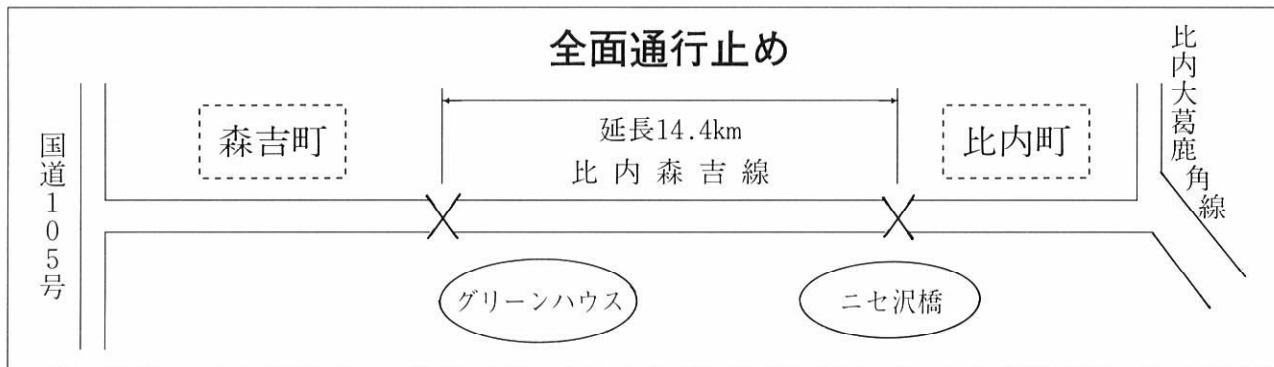 全面通行止め
国道105号
森吉町
延長14.4km
比内森吉線
比内町
比内大葛鹿角線
グリーンハウス
ニセ沢橋